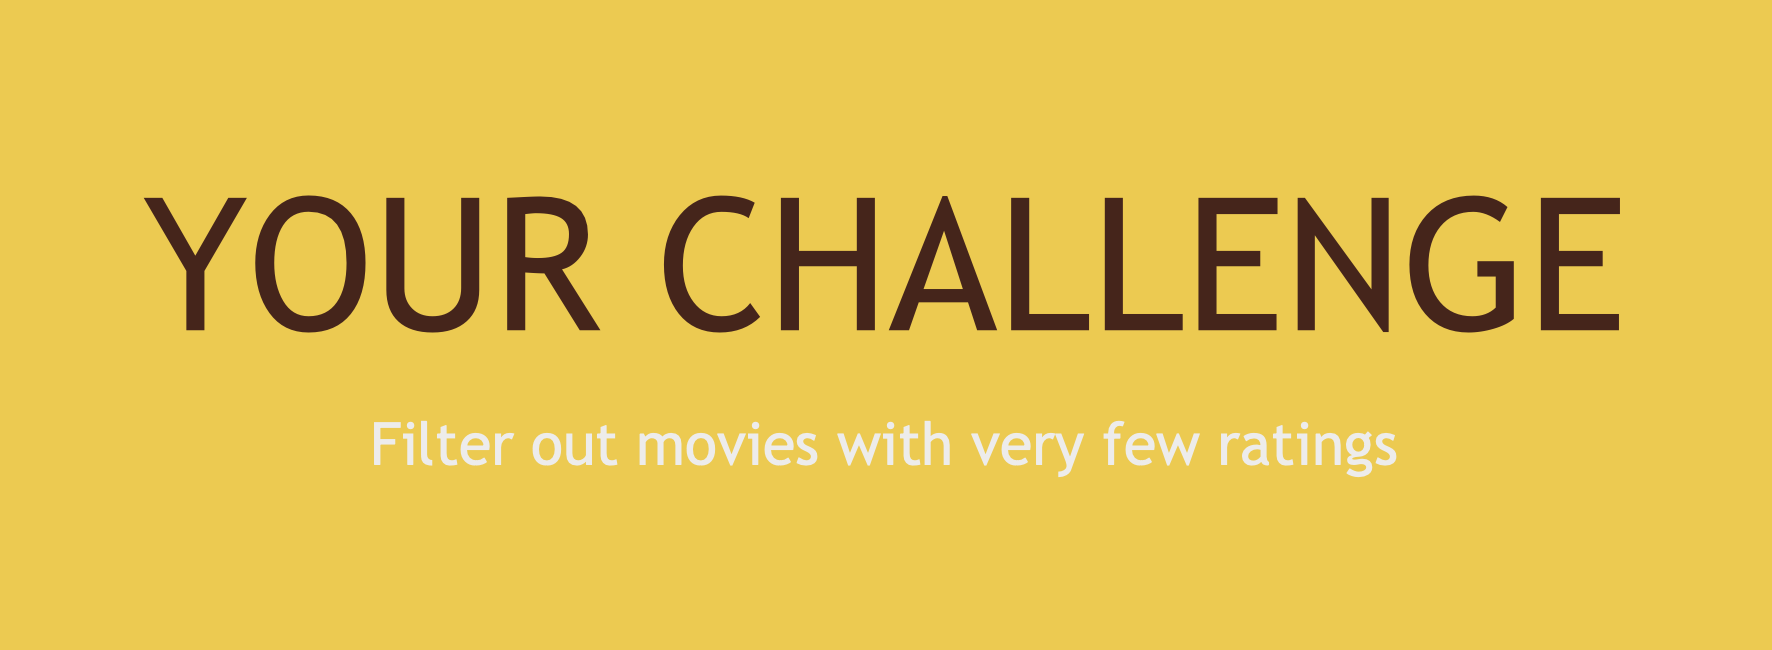 YOUR CHALLENGE
Filter out movies with very few ratings